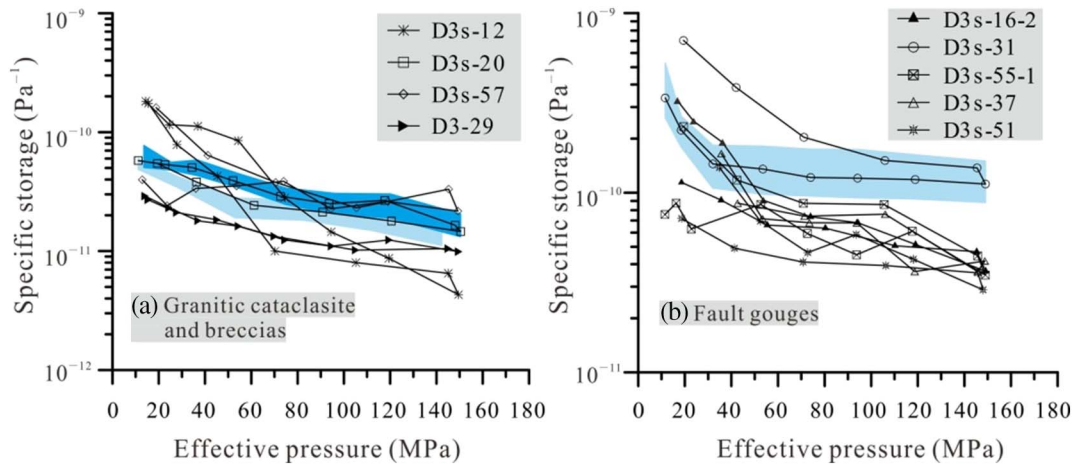 10⁻⁹
10⁻¹⁰
10⁻¹¹
10⁻¹²
Specific storage (Pa⁻¹)
D3s-12
D3s-20
D3s-57
D3-29
(a) Granitic cataclasite
and breccias
0 20 40 60 80 100 120 140 160 180
Effective pressure (MPa)
10⁻⁹
10⁻¹⁰
10⁻¹¹
Specific storage (Pa⁻¹)
D3s-16-2
D3s-31
D3s-55-1
D3s-37
D3s-51
(b) Fault gouges
0 20 40 60 80 100 120 140 160 180
Effective pressure (MPa)